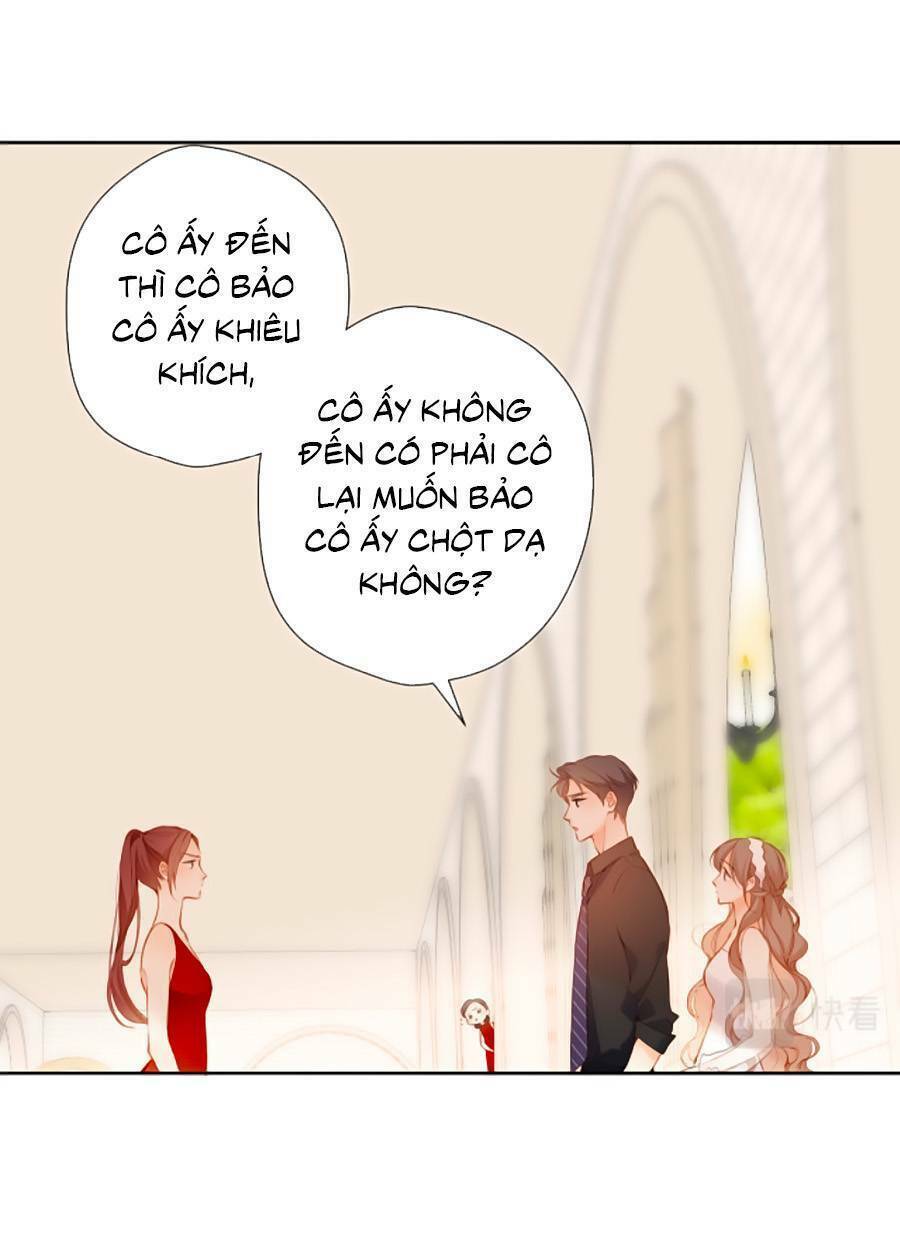 CÔ ẤY ĐẾN
THÌ CÔ BẢO
CÔ ẤY KHIÊU
KHÍCH,
CÔ ẤY KHÔNG
ĐẾN CÓ PHẢI CÔ
LẠI MUỐN BẢO
CÔ ẤY CHỘT DẠ
KHÔNG?
快看